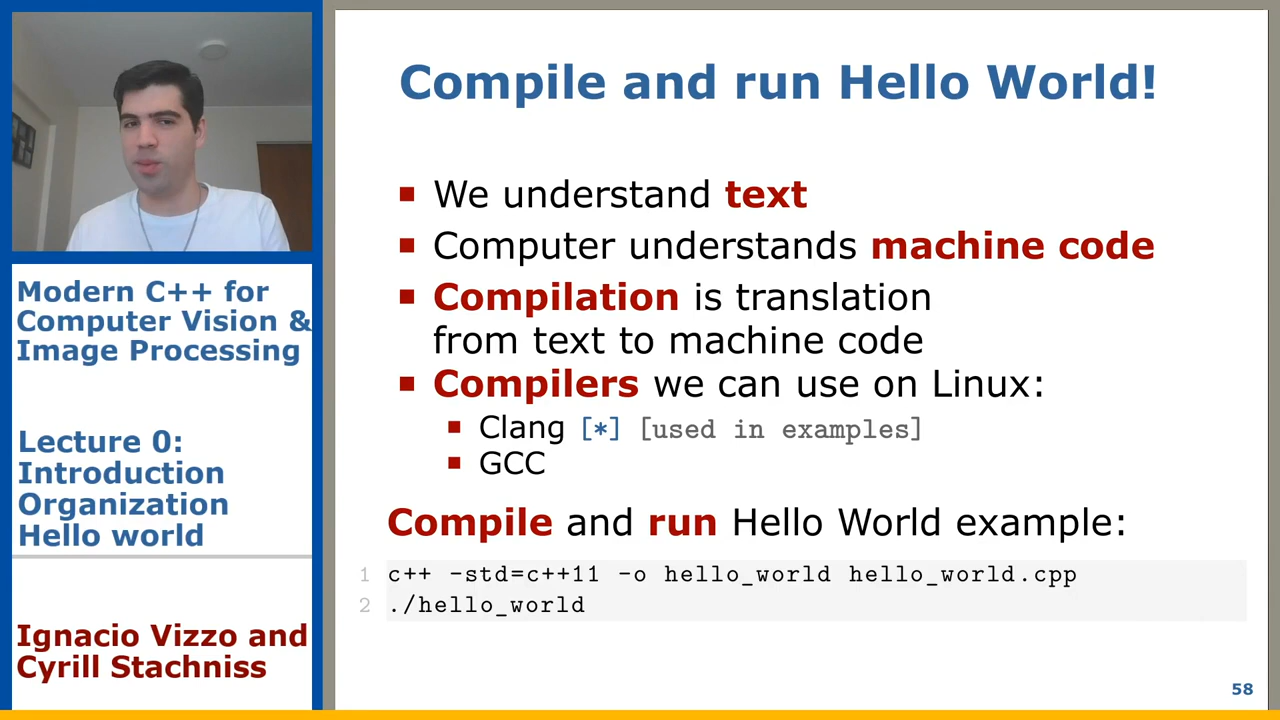 Compile and run Hello World!
We understand text
Computer understands machine code
Compilation is translation
from text to machine code
Compilers we can use on Linux:
Clang [*] [used in examples]
GCC
Compile and run Hello World example:
1 c++ -std=c++11 -o hello_world hello_world.cpp
2 ./hello_world
58
Modern C++ for
Computer Vision &
Image Processing
Lecture 0:
Introduction
Organization
Hello world
Ignacio Vizzo and
Cyrill Stachniss